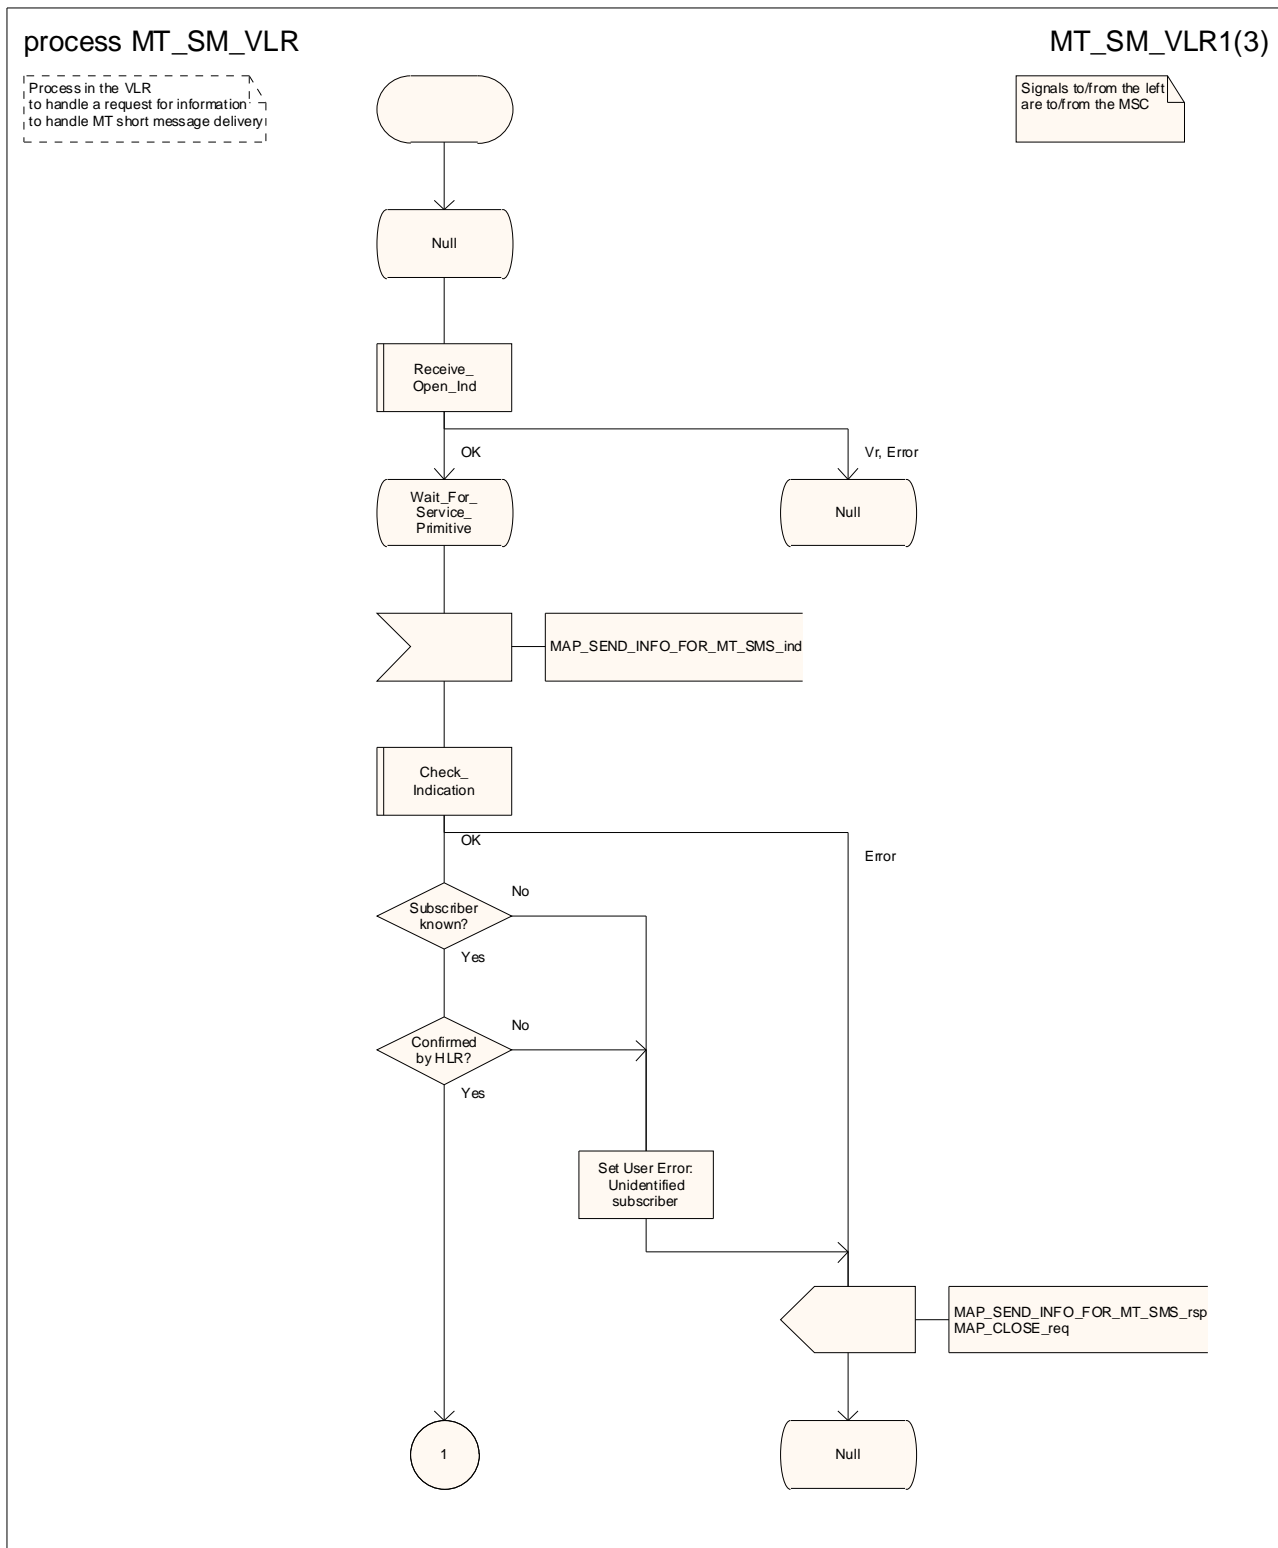 process MT_SM_VLR
MT_SM_VLR1(3)
Process in the VLR
to handle a request for information
to handle MT short message delivery
Signals to/from the left
are to/from the MSC
Null
Receive_
Open_Ind
OK
Vr, Error
Wait_For_
Service_
Primitive
Null
MAP_SEND_INFO_FOR_MT_SMS_ind
Check_
Indication
OK
Error
Subscriber
known?
No
Yes
Confirmed
by HLR?
No
Yes
Set User Error:
Unidentified
subscriber
MAP_SEND_INFO_FOR_MT_SMS_rsp
MAP_CLOSE_req
1
Null